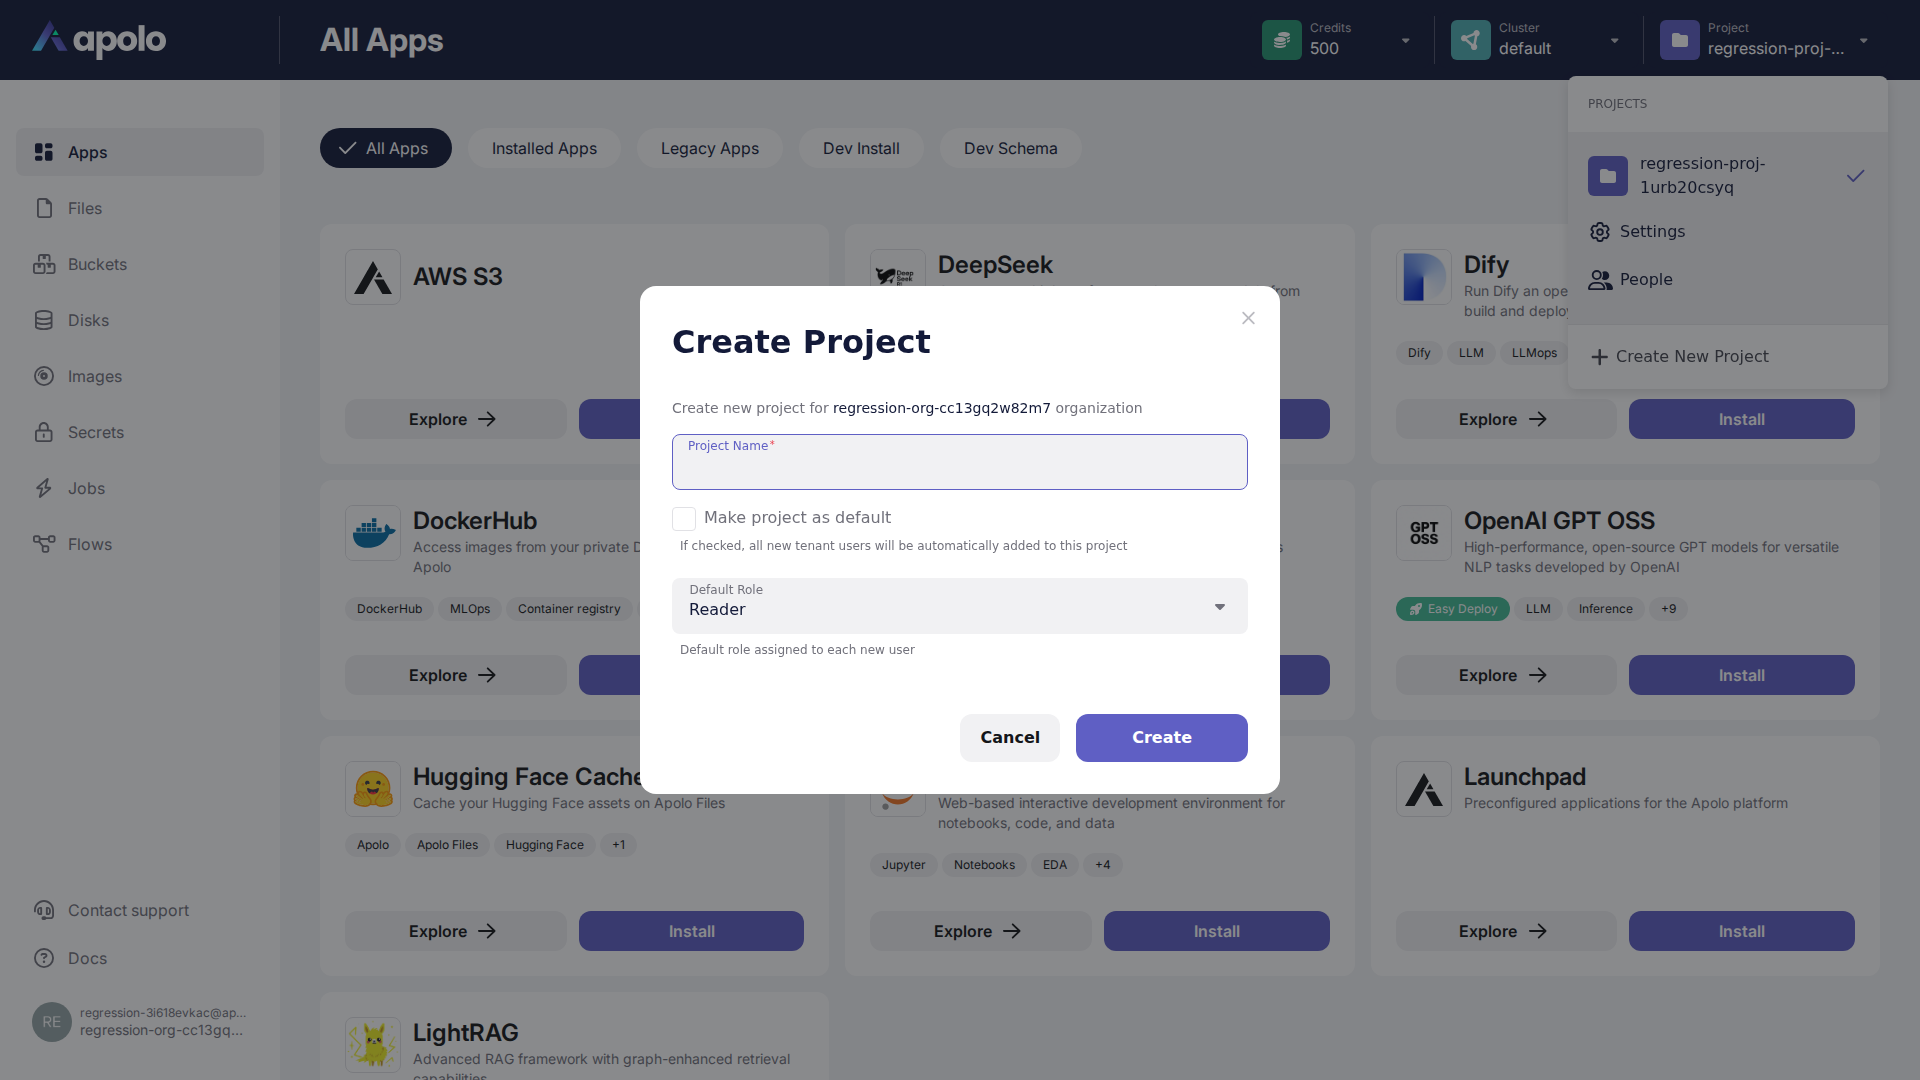 apolo
All Apps
Credits
500
Cluster
default
Project
regression-proj-...
PROJECTS
regression-proj-
1urb20csyq
Settings
People
Create New Project
Apps
Files
Buckets
Disks
Images
Secrets
Jobs
Flows
Contact support
Docs
RE
regression-3i618evkac@ap...
regression-org-cc13gq...
All Apps
Installed Apps
Legacy Apps
Dev Install
Dev Schema
AWS S3
Explore
DeepSeek
Deep
Seek
from
Dify
Run Dify an ope
build and deploy
Dify
LLM
LLMops
Explore
Install
DockerHub
Access images from your private D
Apolo
DockerHub
MLOps
Container registry
Explore
s
GPT
OSS
OpenAI GPT OSS
High-performance, open-source GPT models for versatile
NLP tasks developed by OpenAI
Easy Deploy
LLM
Inference
+9
Explore
Install
Hugging Face Cache
Cache your Hugging Face assets on Apolo Files
Apolo
Apolo Files
Hugging Face
+1
Explore
Install
Web-based interactive development environment for
notebooks, code, and data
Jupyter
Notebooks
EDA
+4
Explore
Install
Launchpad
Preconfigured applications for the Apolo platform
Explore
Install
LightRAG
Advanced RAG framework with graph-enhanced retrieval
capabilities
Create Project
Create new project for regression-org-cc13gq2w82m7 organization
Project Name*
Make project as default
If checked, all new tenant users will be automatically added to this project
Default Role
Reader
Default role assigned to each new user
Cancel
Create